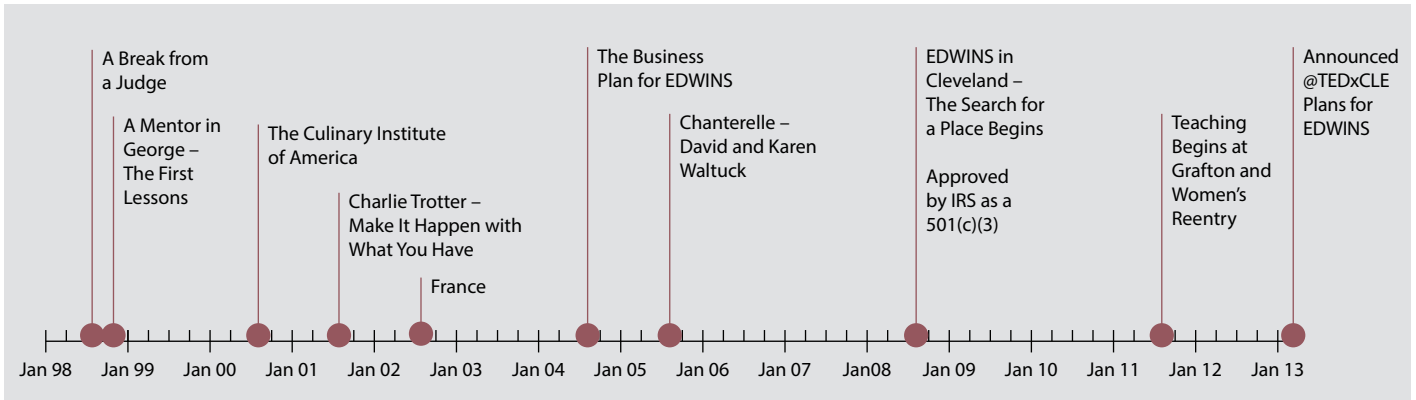 A Break from
a Judge
A Mentor in
George –
The First
Lessons
The Culinary Institute
of America
Charlie Trotter –
Make It Happen with
What You Have
France
The Business
Plan for EDWINS
Chanterelle –
David and Karen
Waltuck
EDWINS in
Cleveland –
The Search for
a Place Begins
Approved
by IRS as a
501(c)(3)
Teaching
Begins at
Grafton and
Women's
Reentry
Announced
@TEDxCLE
Plans for
EDWINS
Jan 98 Jan 99 Jan 00 Jan 01 Jan 02 Jan 03 Jan 04 Jan 05 Jan 06 Jan 07 Jan08 Jan 09 Jan 10 Jan 11 Jan 12 Jan 13